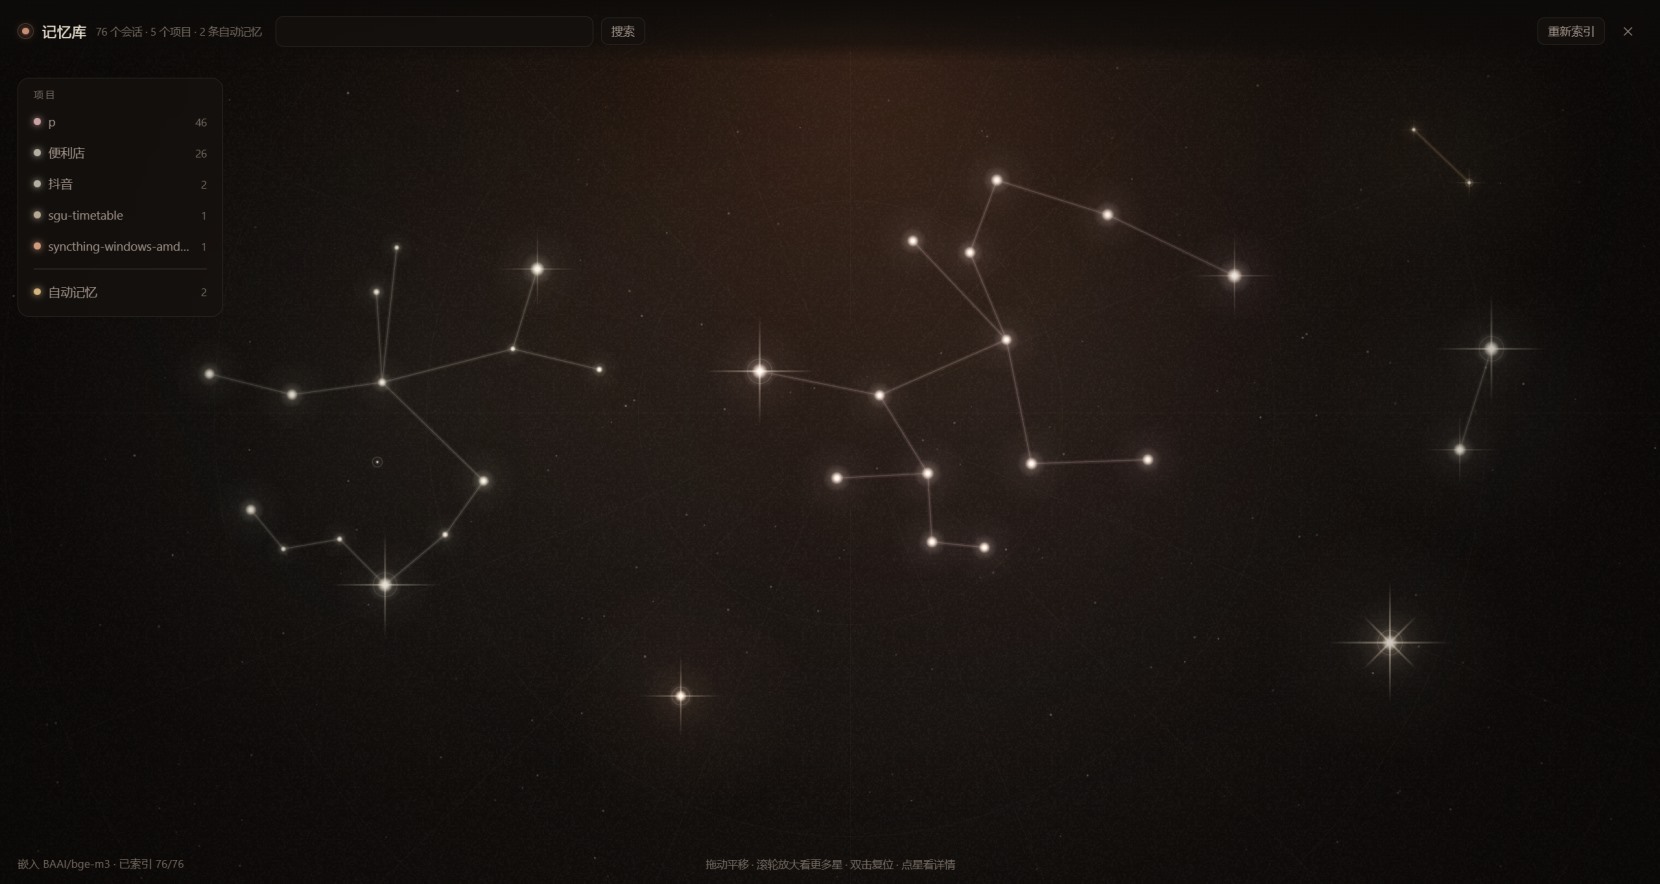 记忆库 76 个会话 · 5 个项目 · 2 条自动记忆 搜索 重新索引 ×
项目
p 46
便利店 26
抖音 2
sgu-timetable 1
syncthing-windows-amd... 1
自动记忆 2
嵌入 BAAI/bge-m3 · 已索引 76/76
拖动平移 · 滚轮放大看更多星 · 双击复位 · 点星看详情